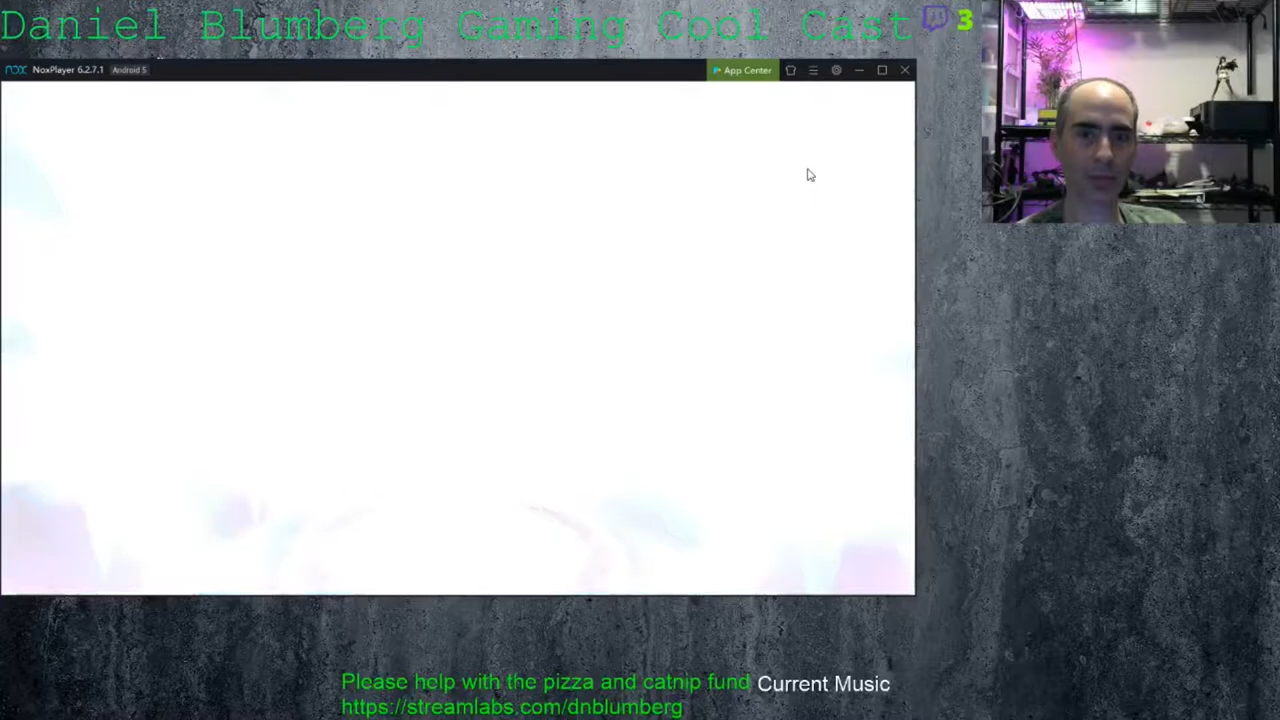 Daniel Blumberg Gaming Cool Cast 3
nox NoxPlayer 6.2.7.1 Android 5 App Center
Please help with the pizza and catnip fund Current Music
https://streamlabs.com/dnblumberg